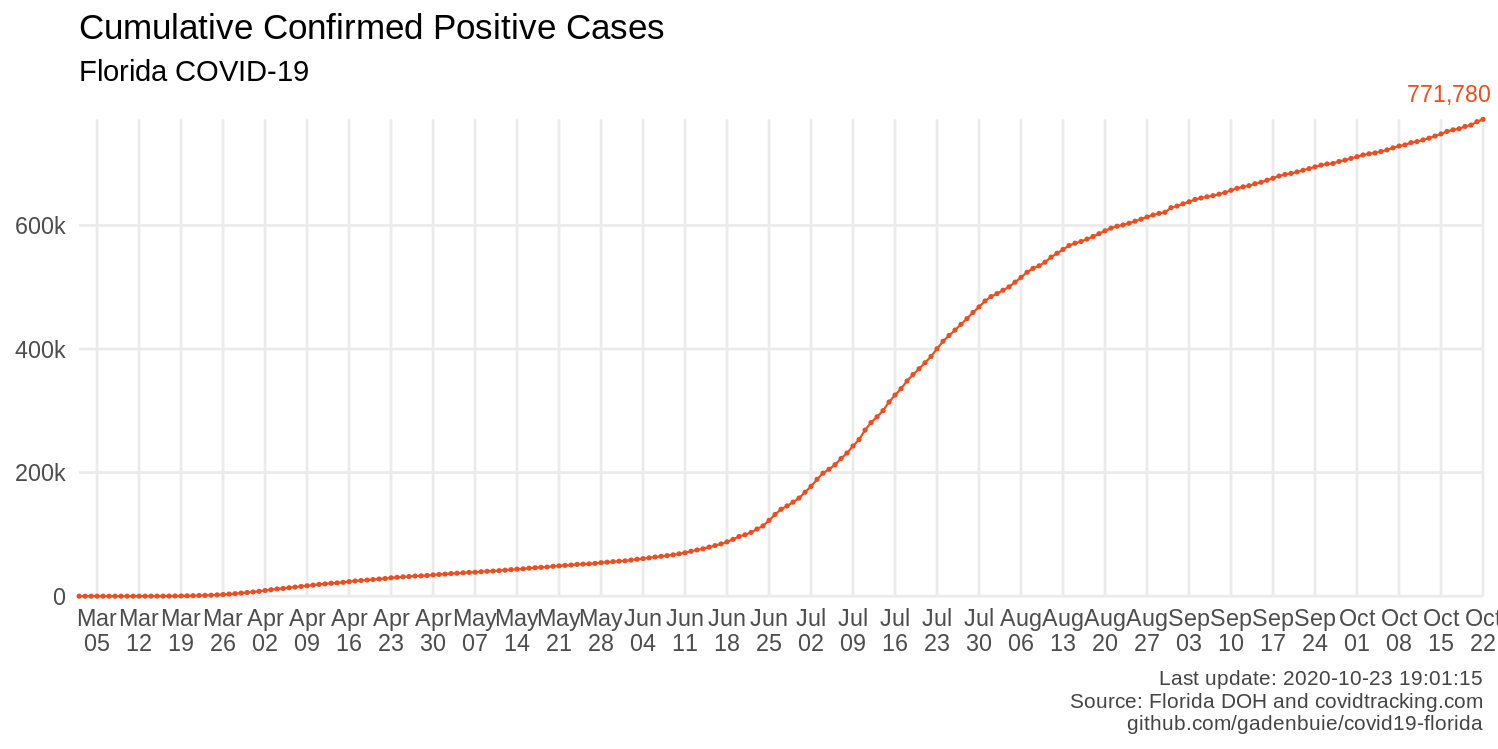 Cumulative Confirmed Positive Cases
Florida COVID-19
771,780
600k
400k
200k
0
Mar Mar Mar Mar Apr Apr Apr Apr Apr May May May May Jun Jun Jun Jun Jul Jul Jul Jul Jul Aug Aug Aug Aug Sep Sep Sep Sep Oct Oct Oct Oct
05 12 19 26 02 09 16 23 30 07 14 21 28 04 11 18 25 02 09 16 23 30 06 13 20 27 03 10 17 24 01 08 15 22
Last update: 2020-10-23 19:01:15
Source: Florida DOH and covidtracking.com
github.com/gadenbuie/covid19-florida